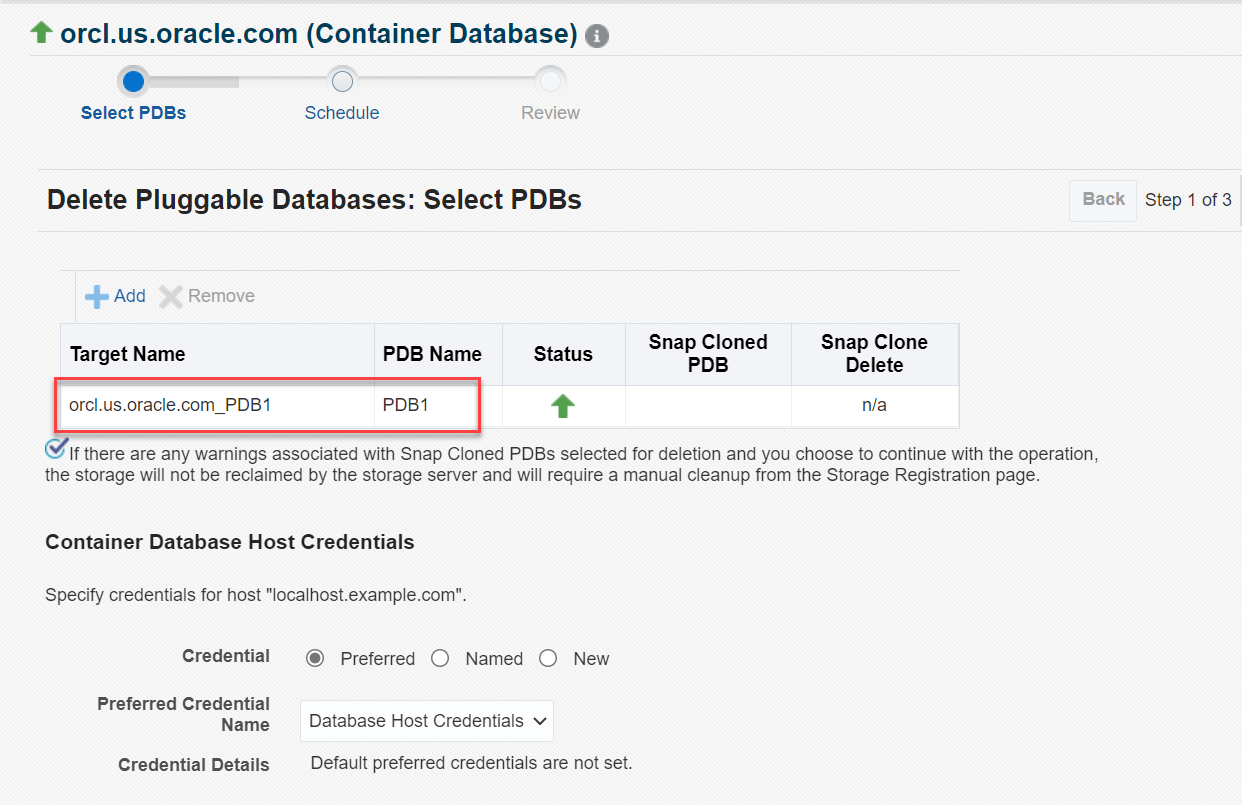 orcl.us.oracle.com (Container Database)
Select PDBs
Schedule
Review
Delete Pluggable Databases: Select PDBs
Back
Step 1 of 3
Add
Remove
Target Name
PDB Name
Status
Snap Cloned
PDB
Snap Clone
Delete
orcl.us.oracle.com_PDB1
PDB1
n/a
If there are any warnings associated with Snap Cloned PDBs selected for deletion and you choose to continue with the operation,
the storage will not be reclaimed by the storage server and will require a manual cleanup from the Storage Registration page.
Container Database Host Credentials
Specify credentials for host "localhost.example.com".
Credential
Preferred
Named
New
Preferred Credential
Name
Database Host Credentials
Credential Details
Default preferred credentials are not set.